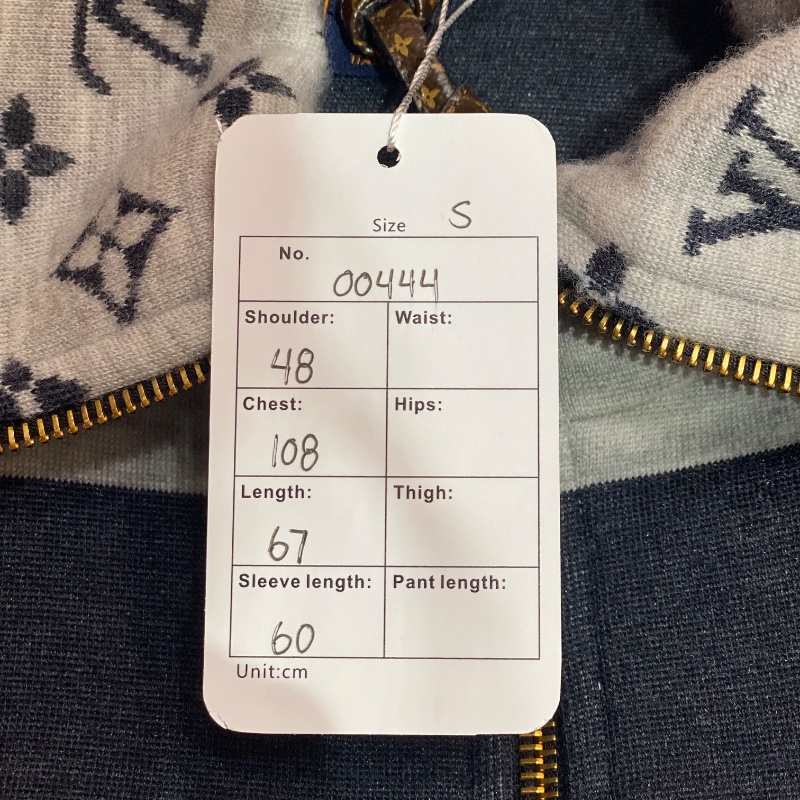 Size S
No.
00444
Shoulder: Waist:
48
Chest: Hips:
108
Length: Thigh:
67
Sleeve length: Pant length:
60
Unit:cm